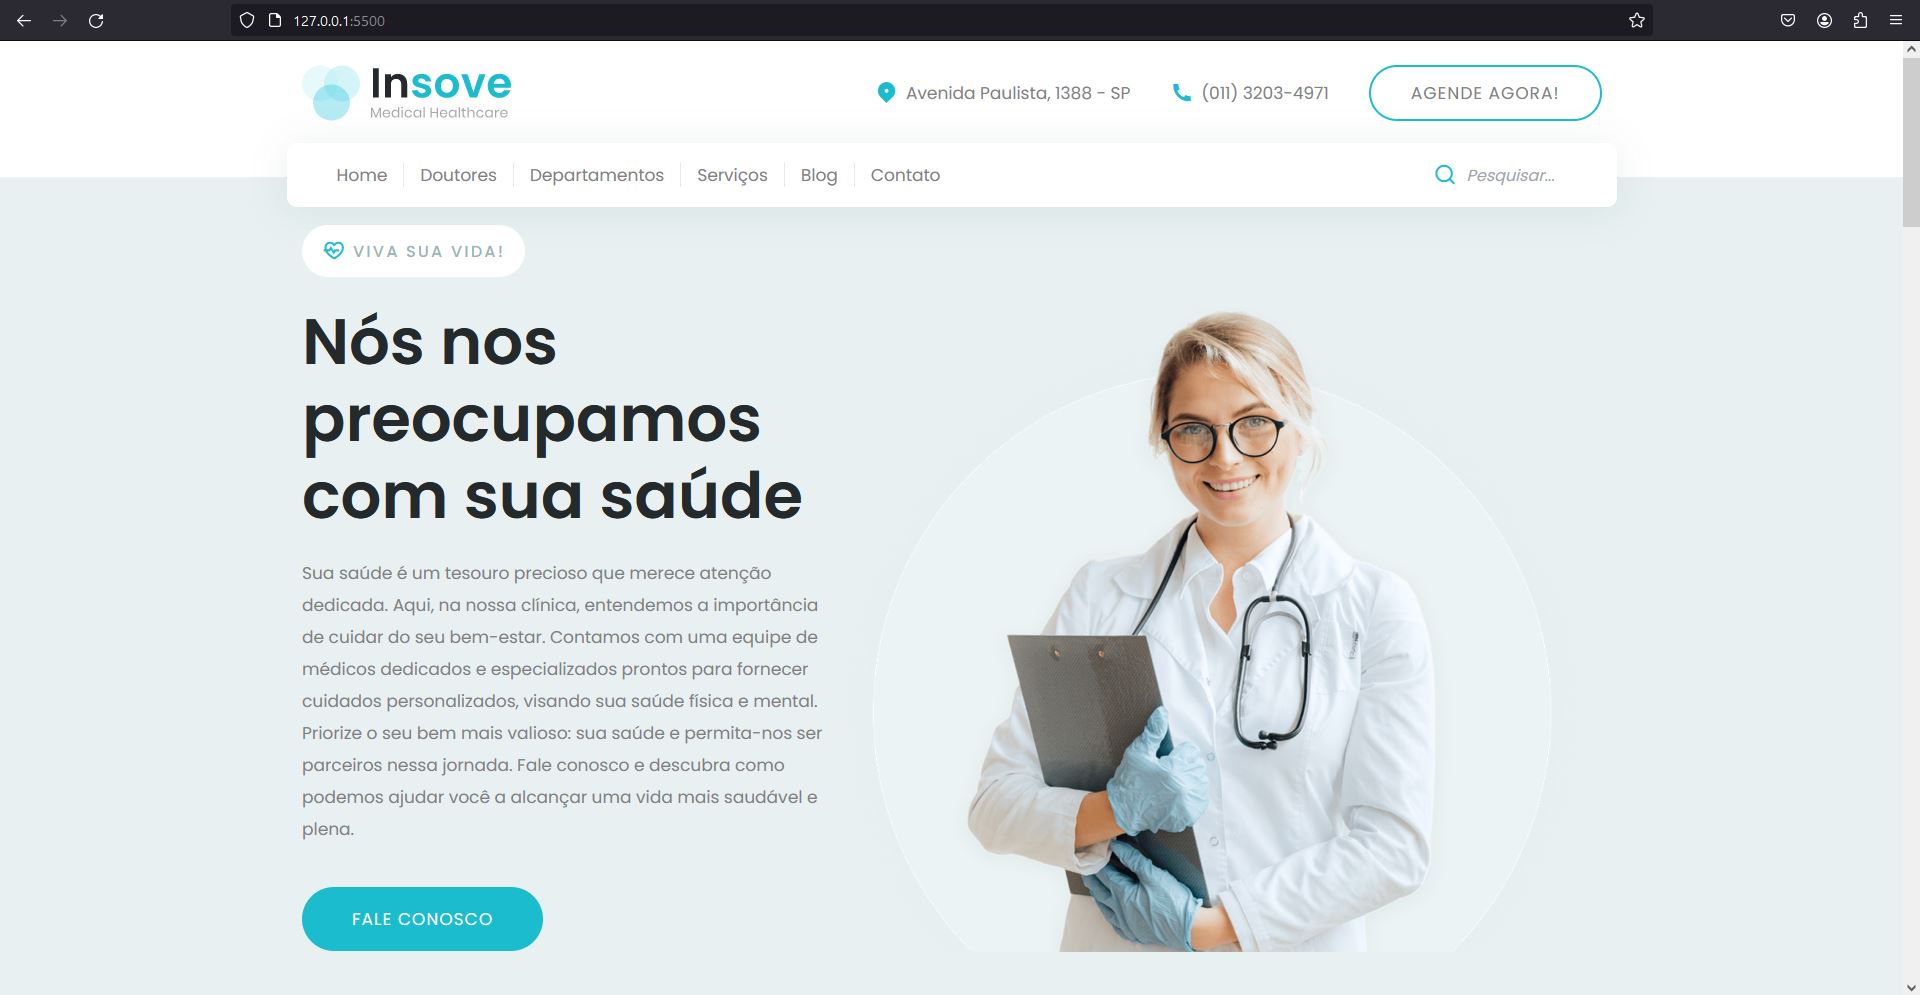 127.0.0.1:5500
Insove
Medical Healthcare
Avenida Paulista, 1388 - SP
(011) 3203-4971
AGENDE AGORA!
Home
Doutores
Departamentos
Serviços
Blog
Contato
Pesquisar...
VIVA SUA VIDA!
Nós nos
preocupamos
com sua saúde
Sua saúde é um tesouro precioso que merece atenção
dedicada. Aqui, na nossa clínica, entendemos a importância
de cuidar do seu bem-estar. Contamos com uma equipe de
médicos dedicados e especializados prontos para fornecer
cuidados personalizados, visando sua saúde física e mental.
Priorize o seu bem mais valioso: sua saúde e permita-nos ser
parceiros nessa jornada. Fale conosco e descubra como
podemos ajudar você a alcançar uma vida mais saudável e
plena.
FALE CONOSCO